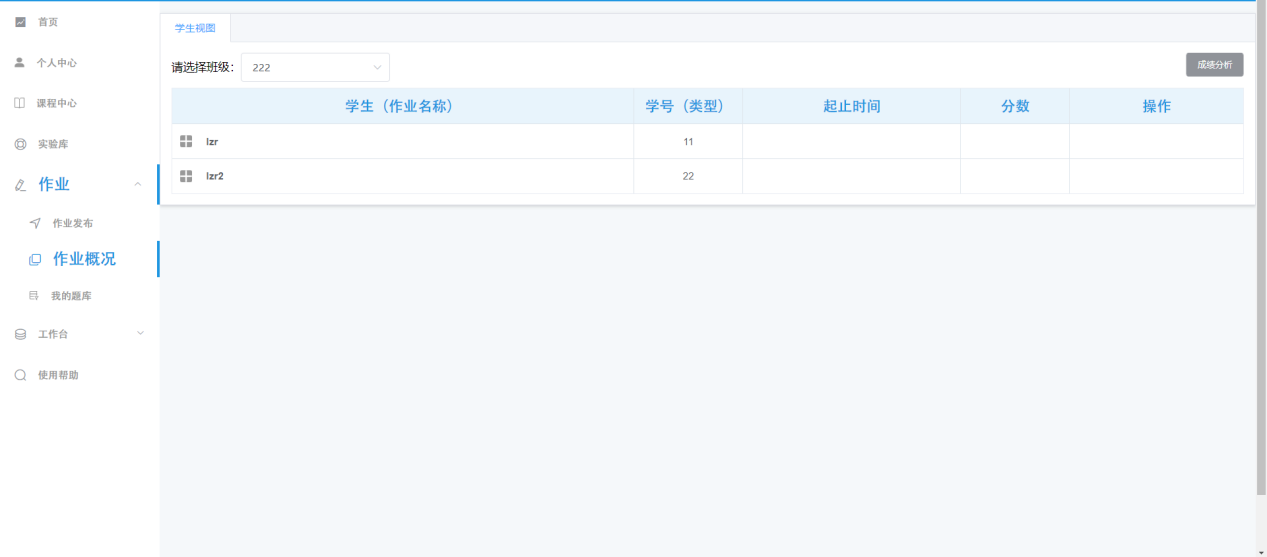 首页
个人中心
课程中心
实验库
作业
作业发布
作业概况
我的题库
工作台
使用帮助
学生视图
请选择班级: 222
成绩分析
学生（作业名称） 学号（类型） 起止时间 分数 操作
lzr 11
lzr2 22